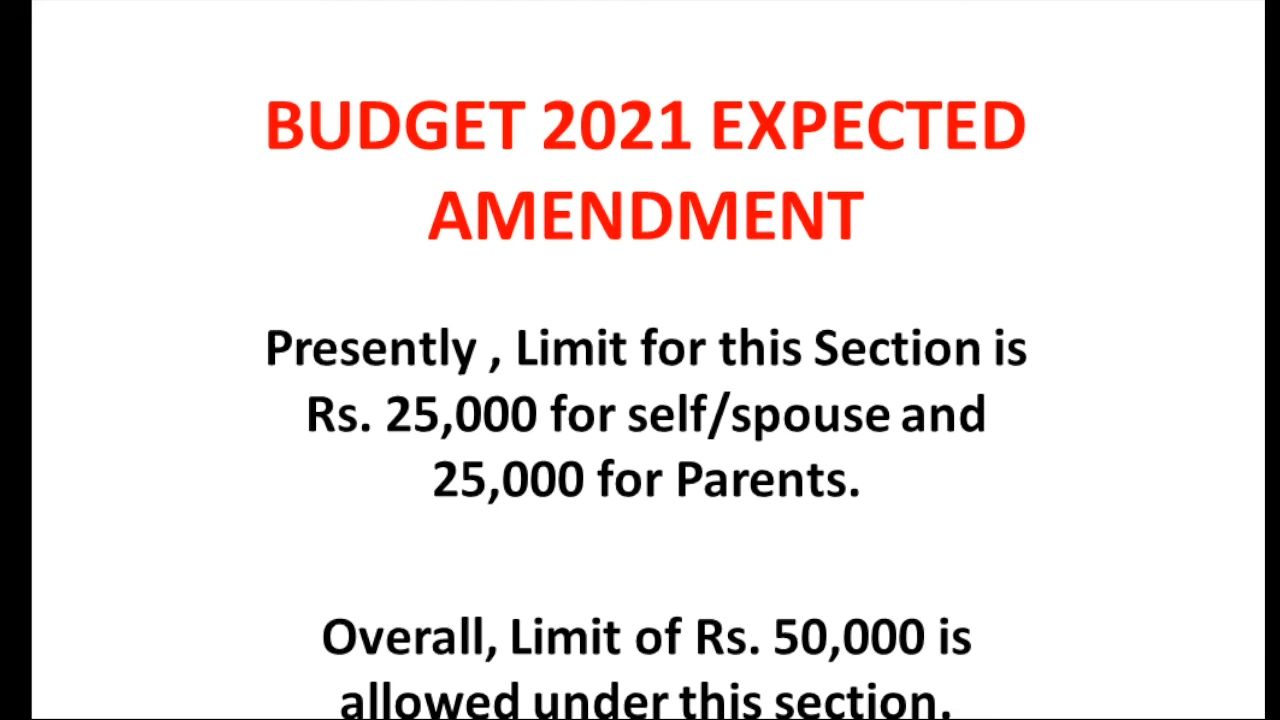 BUDGET 2021 EXPECTED
AMENDMENT
Presently , Limit for this Section is
Rs. 25,000 for self/spouse and
25,000 for Parents.
Overall, Limit of Rs. 50,000 is
allowed under this section.